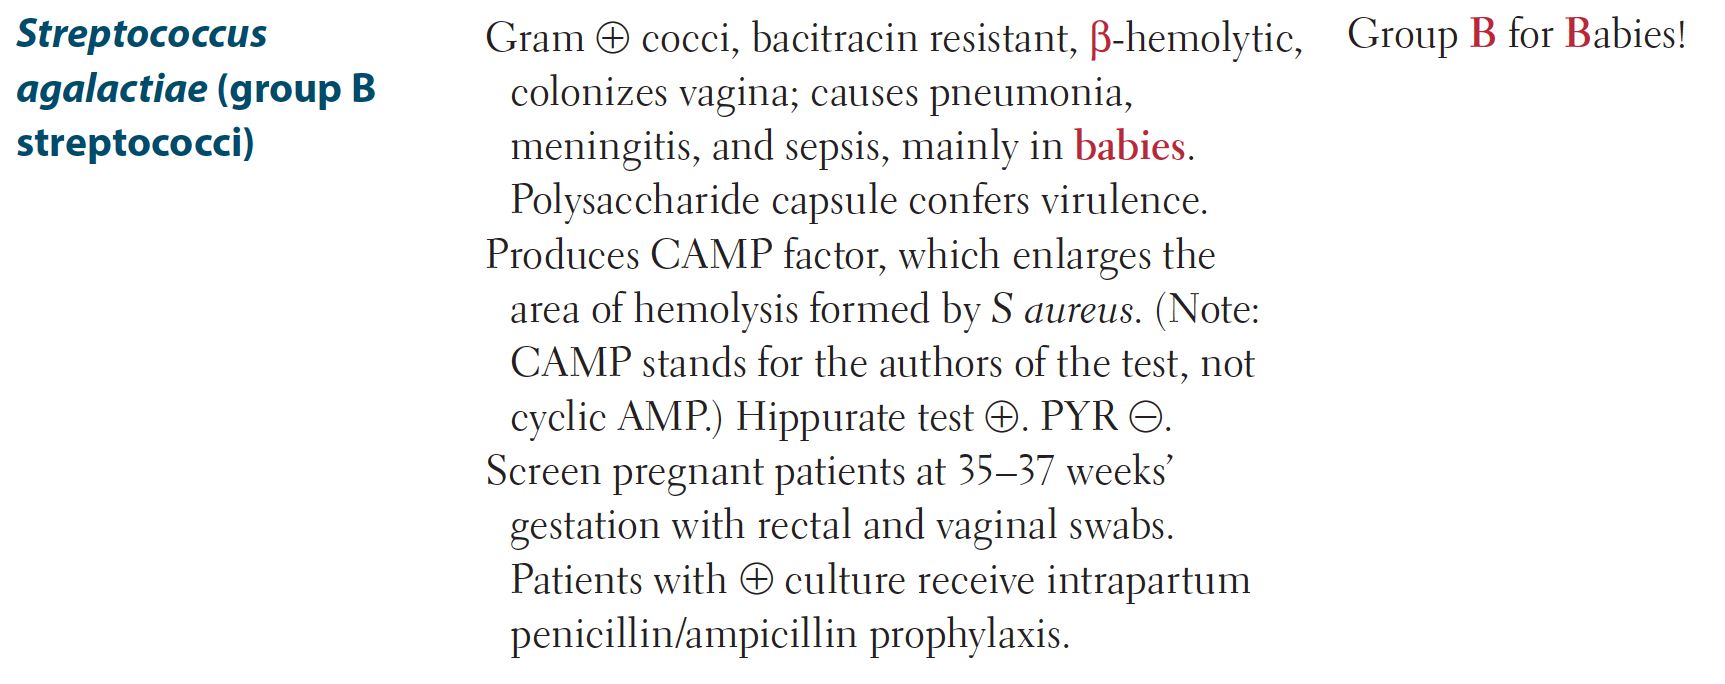 Streptococcus
agalactiae (group B
streptococci)
Gram ⊕ cocci, bacitracin resistant, β-hemolytic,
colonizes vagina; causes pneumonia,
meningitis, and sepsis, mainly in babies.
Polysaccharide capsule confers virulence.
Produces CAMP factor, which enlarges the
area of hemolysis formed by S aureus. (Note:
CAMP stands for the authors of the test, not
cyclic AMP.) Hippurate test ⊕. PYR ⊖.
Screen pregnant patients at 35–37 weeks’
gestation with rectal and vaginal swabs.
Patients with ⊕ culture receive intrapartum
penicillin/ampicillin prophylaxis.
Group B for Babies!